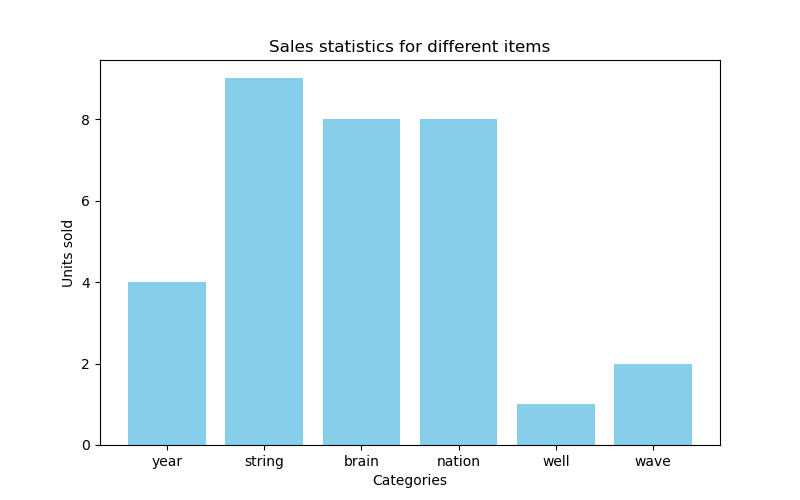 Sales statistics for different items
Units sold
8
6
4
2
0
year string brain nation well wave
Categories